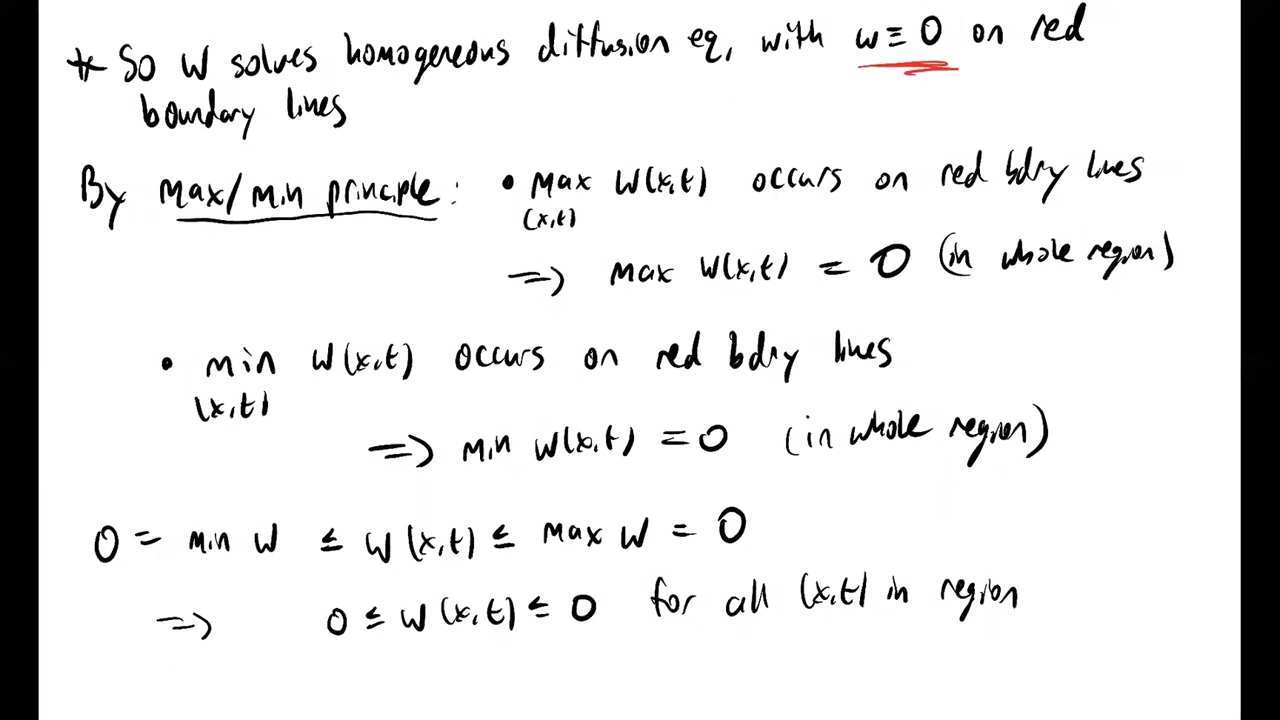 * So w solves homogeneous diffusion eq, with w ≡ 0 on red
boundary lines
By max/min principle: • max w(x,t) occurs on red bdry lines
(x,t)
=> max w(x,t) = 0 (in whole region)
• min w(x,t) occurs on red bdry lines
(x,t)
=> min w(x,t) = 0 (in whole region)
0 = min w ≤ w(x,t) ≤ max w = 0
=> 0 ≤ w(x,t) ≤ 0 for all (x,t) in region